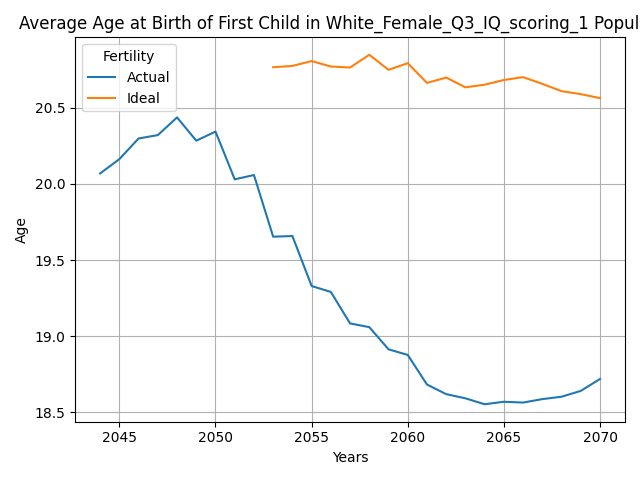 Average Age at Birth of First Child in White_Female_Q3_IQ_scoring_1 Popul
Fertility
Actual
Ideal
20.5
20.0
19.5
19.0
18.5
Age
2045 2050 2055 2060 2065 2070
Years